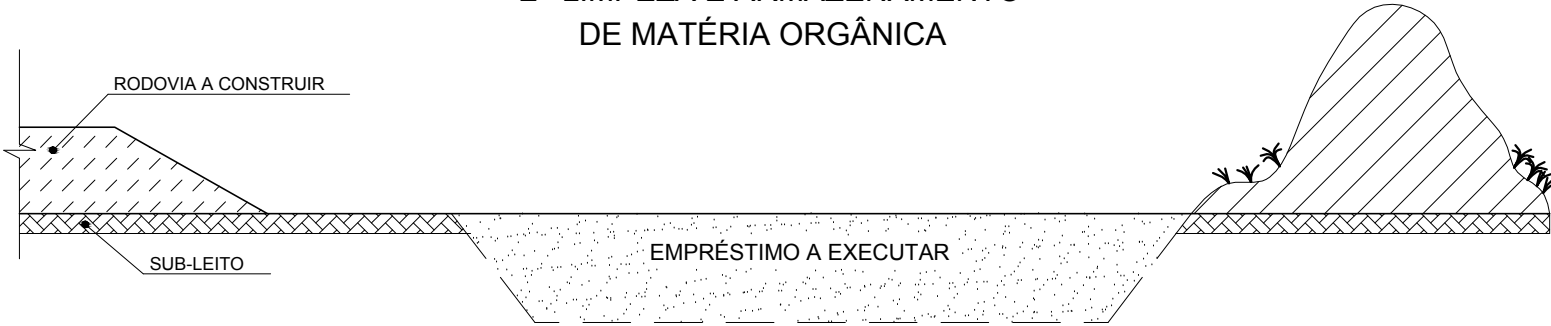 DE MATÉRIA ORGÂNICA
RODOVIA A CONSTRUIR
EMPRÉSTIMO A EXECUTAR
SUB-LEITO